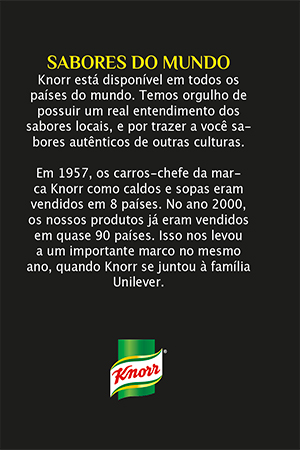 SABORES DO MUNDO
Knorr está disponível em todos os
países do mundo. Temos orgulho de
possuir um real entendimento dos
sabores locais, e por trazer a você sa-
bores autênticos de outras culturas.
Em 1957, os carros-chefe da mar-
ca Knorr como caldos e sopas eram
vendidos em 8 países. No ano 2000,
os nossos produtos já eram vendidos
em quase 90 países. Isso nos levou
a um importante marco no mesmo
ano, quando Knorr se juntou à família
Unilever.
Knorr